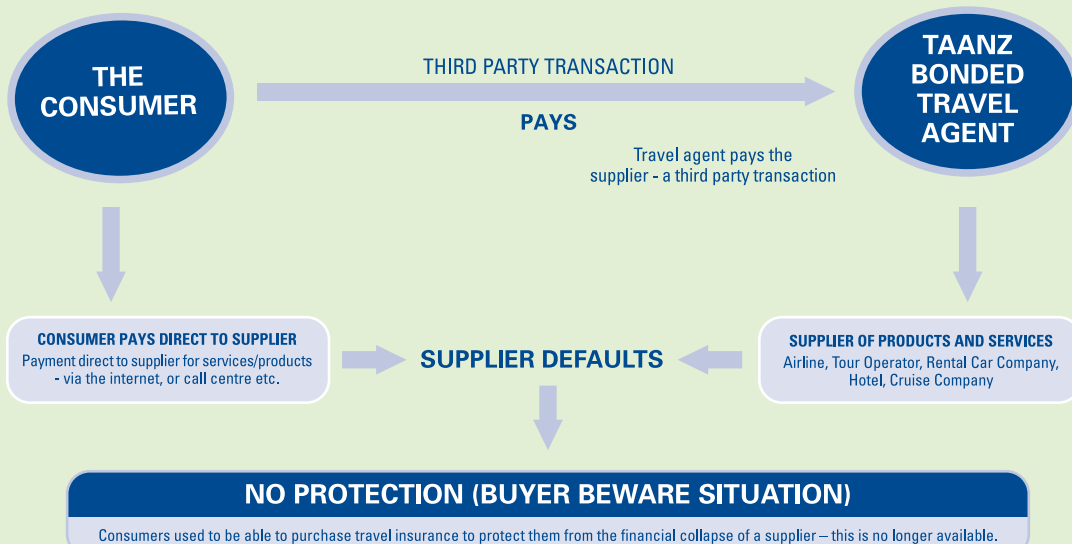 THE
CONSUMER
THIRD PARTY TRANSACTION
PAYS
Travel agent pays the
supplier - a third party transaction
TAANZ
BONDED
TRAVEL
AGENT
CONSUMER PAYS DIRECT TO SUPPLIER
Payment direct to supplier for services/products
- via the internet, or call centre etc.
SUPPLIER DEFAULTS
SUPPLIER OF PRODUCTS AND SERVICES
Airline, Tour Operator, Rental Car Company,
Hotel, Cruise Company
NO PROTECTION (BUYER BEWARE SITUATION)
Consumers used to be able to purchase travel insurance to protect them from the financial collapse of a supplier – this is no longer available.